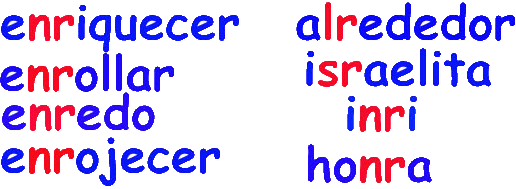 enriquecer
enrollar
enredo
enrojecer
alrededor
israelita
inri
honra